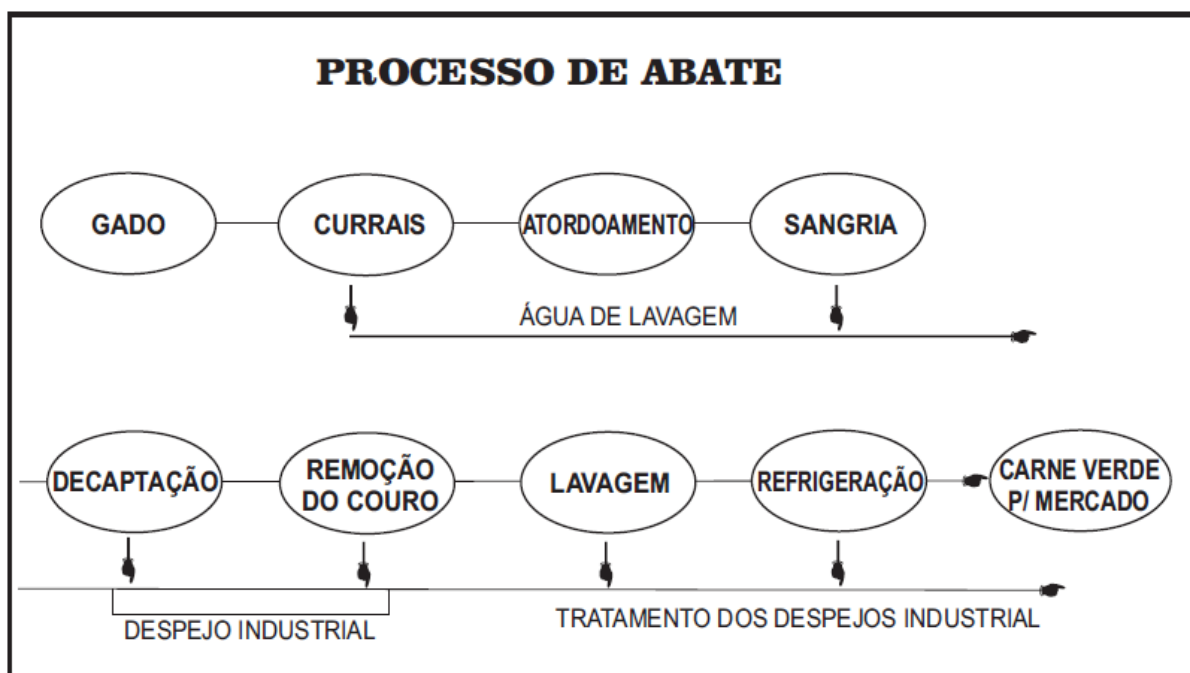 PROCESSO DE ABATE
GADO
CURRAIS
ATORDOAMENTO
SANGRIA
ÁGUA DE LAVAGEM
DECAPTAÇÃO
REMOÇÃO
DO COURO
LAVAGEM
REFRIGERAÇÃO
CARNE VERDE
P/ MERCADO
DESPEJO INDUSTRIAL
TRATAMENTO DOS DESPEJOS INDUSTRIAL